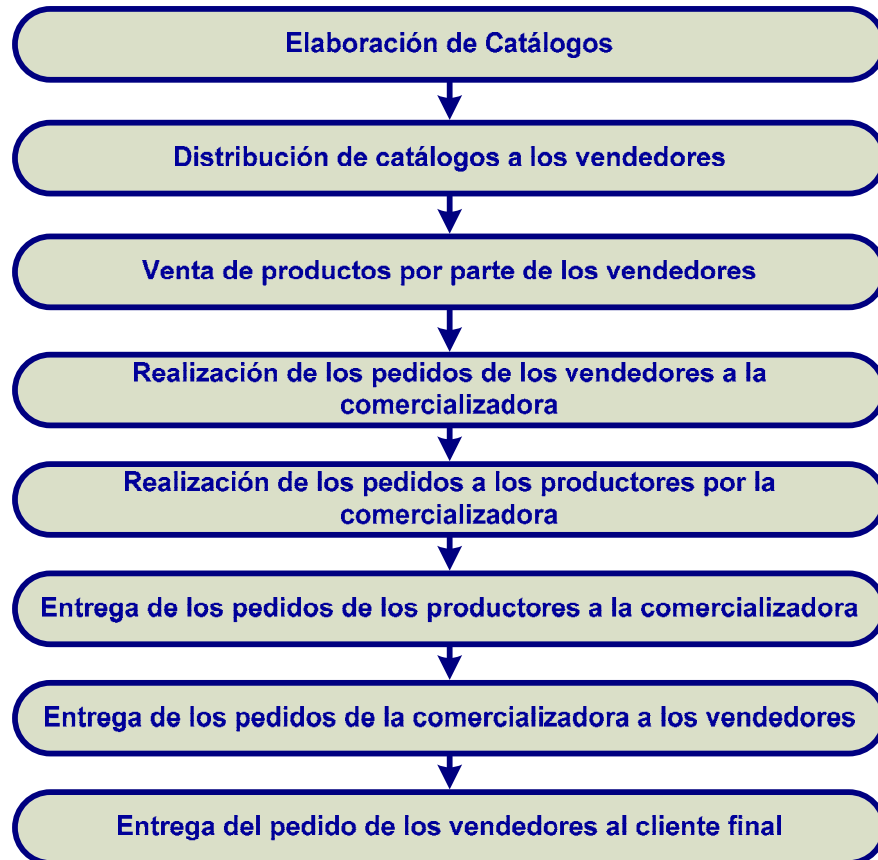 Elaboración de Catálogos
Distribución de catálogos a los vendedores
Venta de productos por parte de los vendedores
Realización de los pedidos de los vendedores a la
comercializadora
Realización de los pedidos a los productores por la
comercializadora
Entrega de los pedidos de los productores a la comercializadora
Entrega de los pedidos de la comercializadora a los vendedores
Entrega del pedido de los vendedores al cliente final